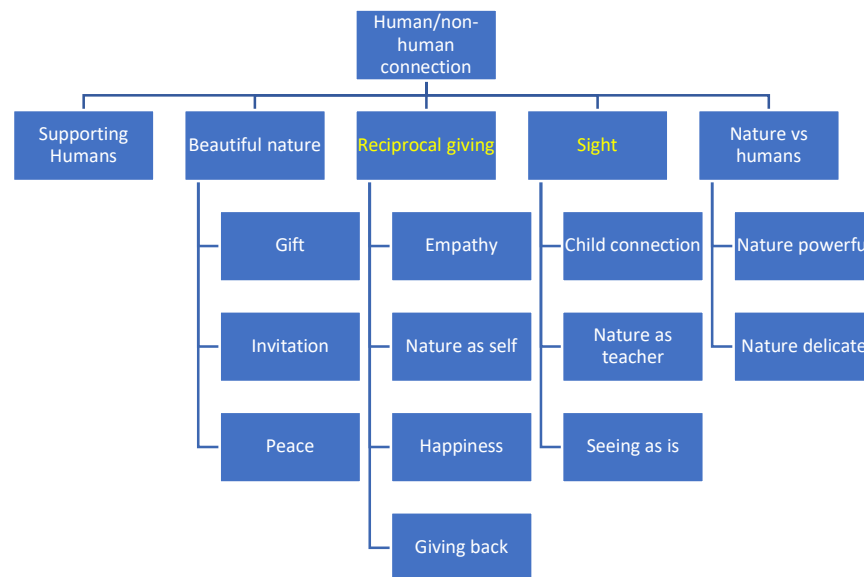 Human/non-
human
connection
Supporting
Humans
Beautiful nature
Reciprocal giving
Sight
Nature vs
humans
Gift
Invitation
Peace
Empathy
Nature as self
Happiness
Giving back
Child connection
Nature as
teacher
Seeing as is
Nature powerfu
Nature delicate